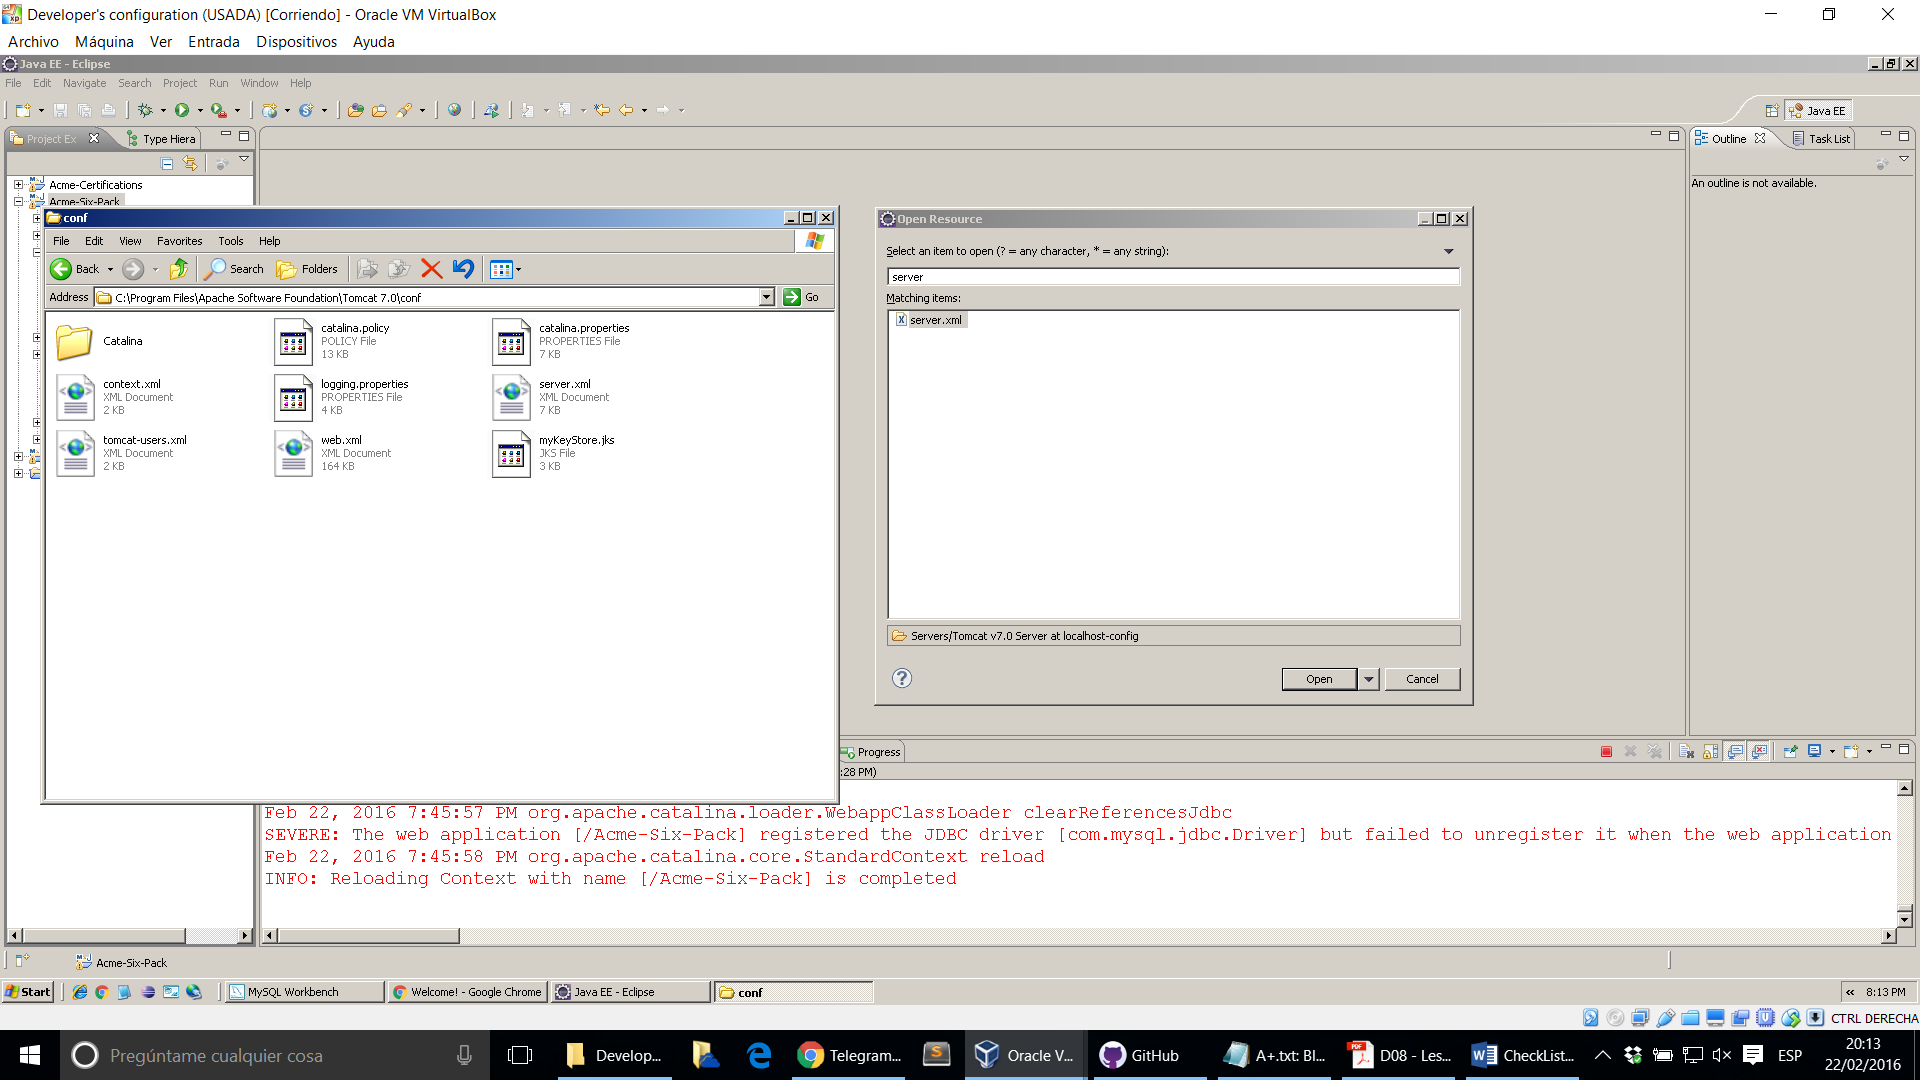 Developer's configuration (USADA) [Corriendo] - Oracle VM VirtualBox
Archivo Máquina Ver Entrada Dispositivos Ayuda
Java EE - Eclipse
File Edit Navigate Search Project Run Window Help
Java EE
Project Ex Type Hiera
Outline Task List
An outline is not available.
Acme-Certifications
Acme-Six-Pack
conf
File Edit View Favorites Tools Help
Back Search Folders
Address C:\Program Files\Apache Software Foundation\Tomcat 7.0\conf Go
Catalina
catalina.policy
POLICY File
13 KB
catalina.properties
PROPERTIES File
7 KB
context.xml
XML Document
2 KB
logging.properties
PROPERTIES File
4 KB
server.xml
XML Document
7 KB
tomcat-users.xml
XML Document
2 KB
web.xml
XML Document
164 KB
myKeyStore.jks
JKS File
3 KB
Open Resource
Select an item to open (? = any character, * = any string):
server
Matching items:
server.xml
Servers/Tomcat v7.0 Server at localhost-config
Open Cancel
Progress
:28 PM)
Feb 22, 2016 7:45:57 PM org.apache.catalina.loader.WebappClassLoader clearReferencesJdbc
SEVERE: The web application [/Acme-Six-Pack] registered the JDBC driver [com.mysql.jdbc.Driver] but failed to unregister it when the web application
Feb 22, 2016 7:45:58 PM org.apache.catalina.core.StandardContext reload
INFO: Reloading Context with name [/Acme-Six-Pack] is completed
Acme-Six-Pack
Start MySQL Workbench Welcome! - Google Chrome Java EE - Eclipse conf 8:13 PM
CTRL DERECHA
Pregúntame cualquier cosa Develop... Telegram... Oracle V... GitHub A+.txt: Bl... D08 - Les... CheckList... ESP 20:13
22/02/2016